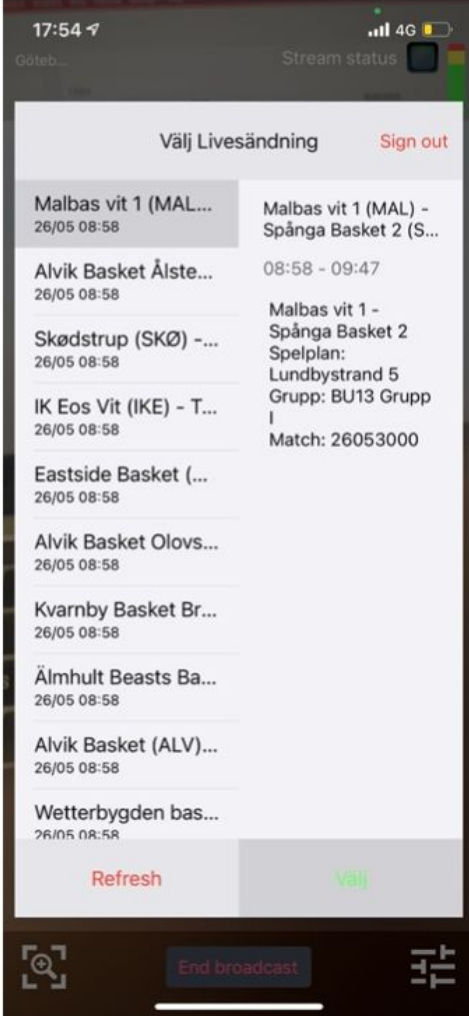 17:54
4G
Göteb...
Stream status
Välj Livesändning
Sign out
Malbas vit 1 (MAL...
26/05 08:58
Alvik Basket Ålste...
26/05 08:58
Skødstrup (SKØ) -...
26/05 08:58
IK Eos Vit (IKE) - T...
26/05 08:58
Eastside Basket (...
26/05 08:58
Alvik Basket Olovs...
26/05 08:58
Kvarnby Basket Br...
26/05 08:58
Älmhult Beasts Ba...
26/05 08:58
Alvik Basket (ALV)...
26/05 08:58
Wetterbygden bas...
26/05 08:58
Malbas vit 1 (MAL) -
Spånga Basket 2 (S...
08:58 - 09:47
Malbas vit 1 -
Spånga Basket 2
Spelplan:
Lundbystrand 5
Grupp: BU13 Grupp
I
Match: 26053000
Refresh
Välj
End broadcast